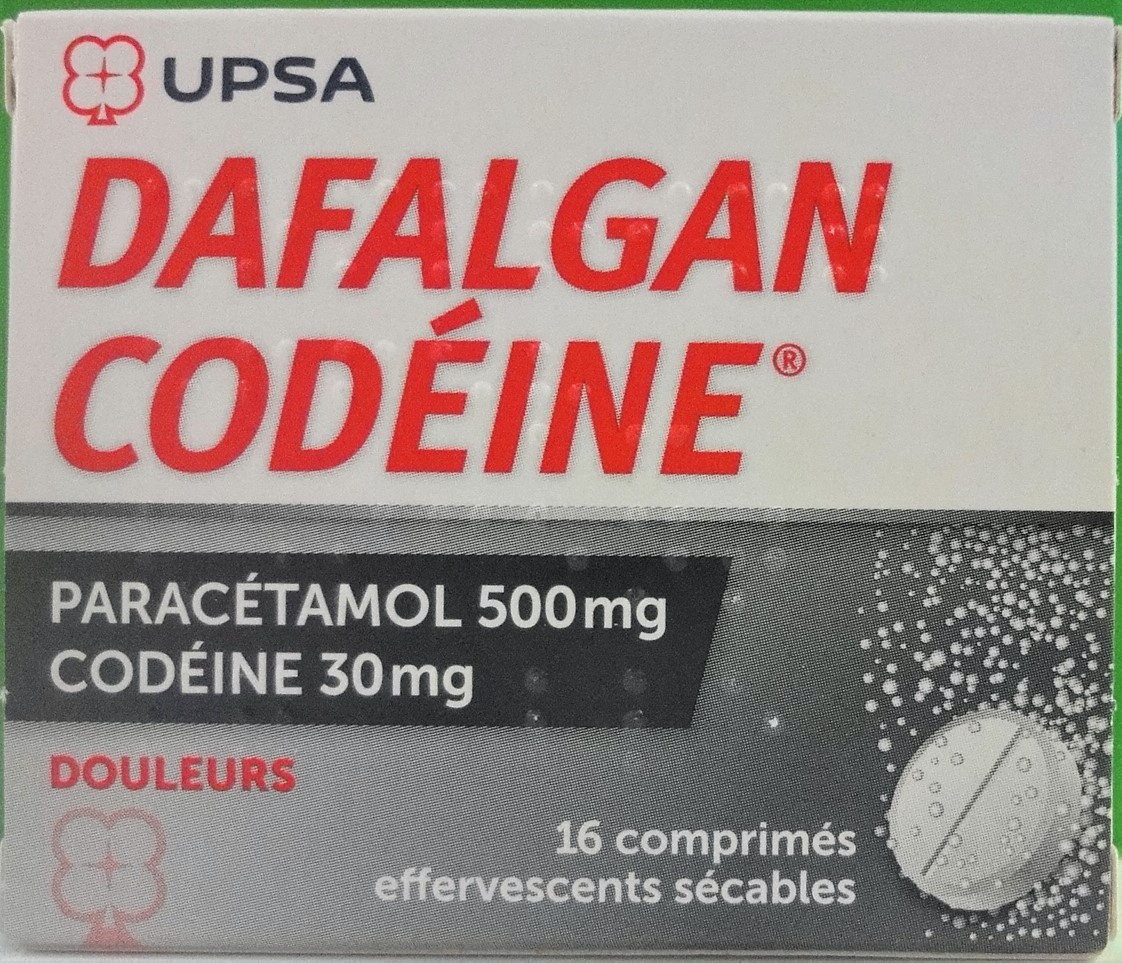 UPSA
DAFALGAN
CODÉINE®
PARACÉTAMOL 500mg
CODÉINE 30mg
DOULEURS
16 comprimés
effervescents sécables